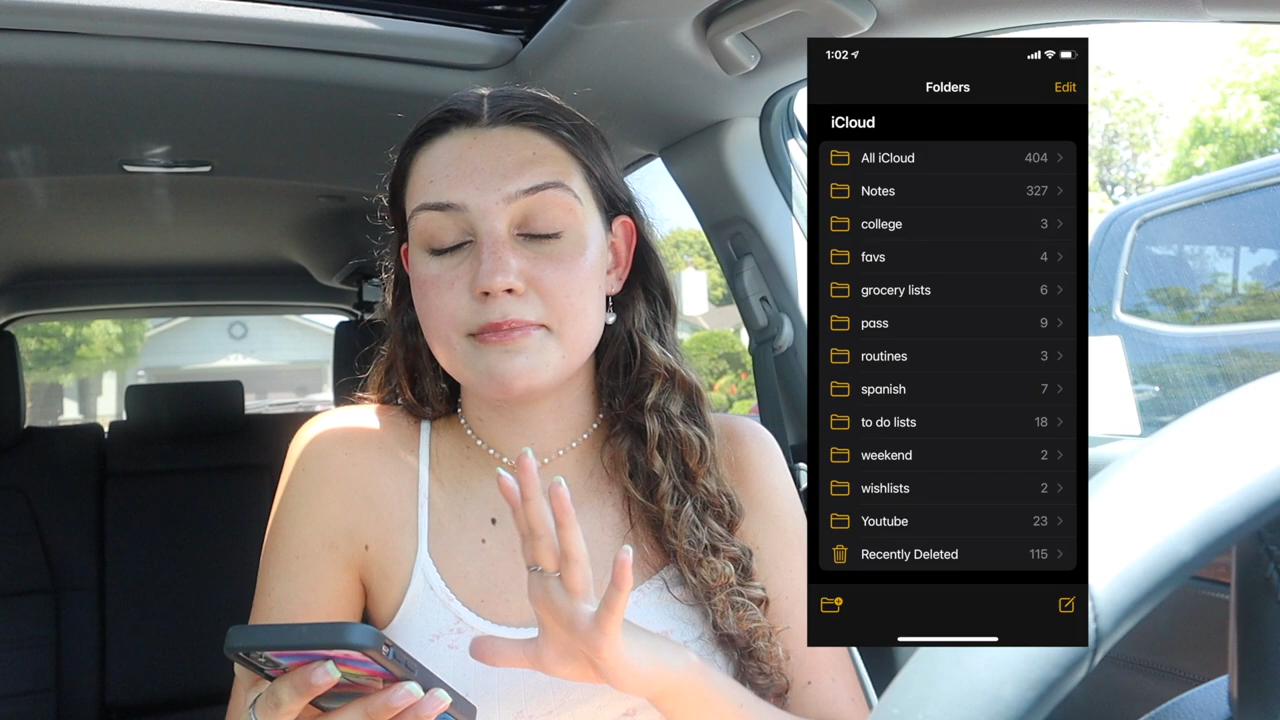 1:02
Folders Edit
iCloud
All iCloud 404
Notes 327
college 3
favs 4
grocery lists 6
pass 9
routines 3
spanish 7
to do lists 18
weekend 2
wishlists 2
Youtube 23
Recently Deleted 115